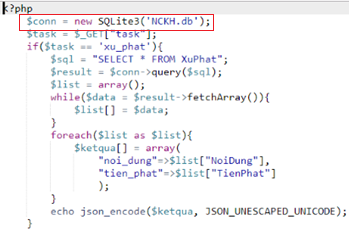 <?php
$conn = new SQLite3('NCKH.db');
$task = $_GET["task"];
if($task == 'xu_phat'){
$sql = "SELECT * FROM XuPhat";
$result = $conn->query($sql);
$list = array();
while($data = $result->fetchArray()){
$list[] = $data;
}
foreach($list as $list){
$ketqua[] = array(
"noi_dung"=>$list["NoiDung"],
"tien_phat"=>$list["TienPhat"]
);
}
echo json_encode($ketqua, JSON_UNESCAPED_UNICODE);
}